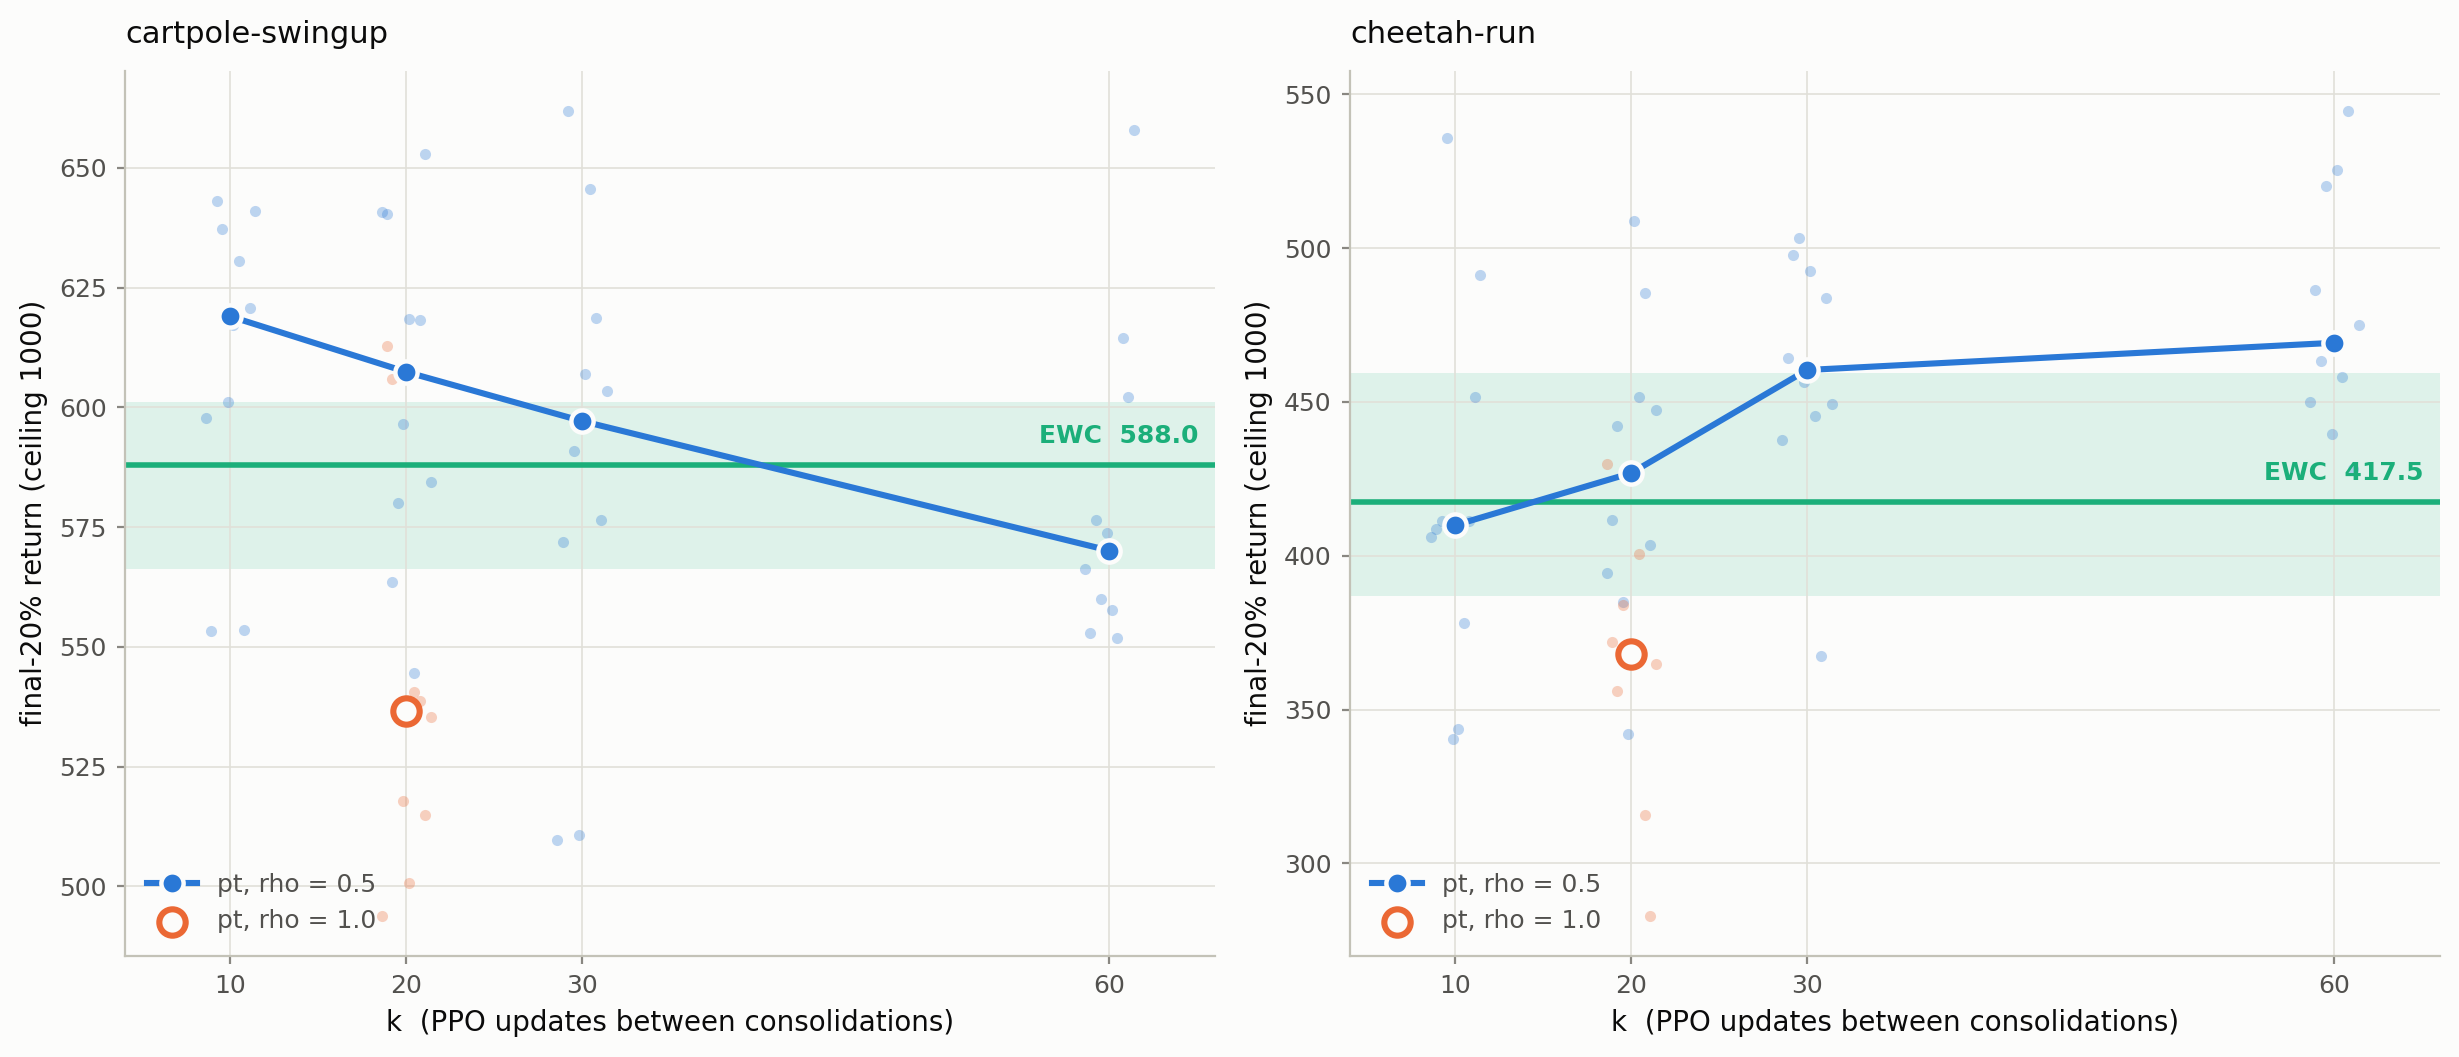 cartpole-swingup
final-20% return (ceiling 1000)
650
625
600
575
550
525
500
EWC  588.0
pt, rho = 0.5
pt, rho = 1.0
10 20 30 60
k  (PPO updates between consolidations)
cheetah-run
final-20% return (ceiling 1000)
550
500
450
400
350
300
EWC  417.5
pt, rho = 0.5
pt, rho = 1.0
10 20 30 60
k  (PPO updates between consolidations)